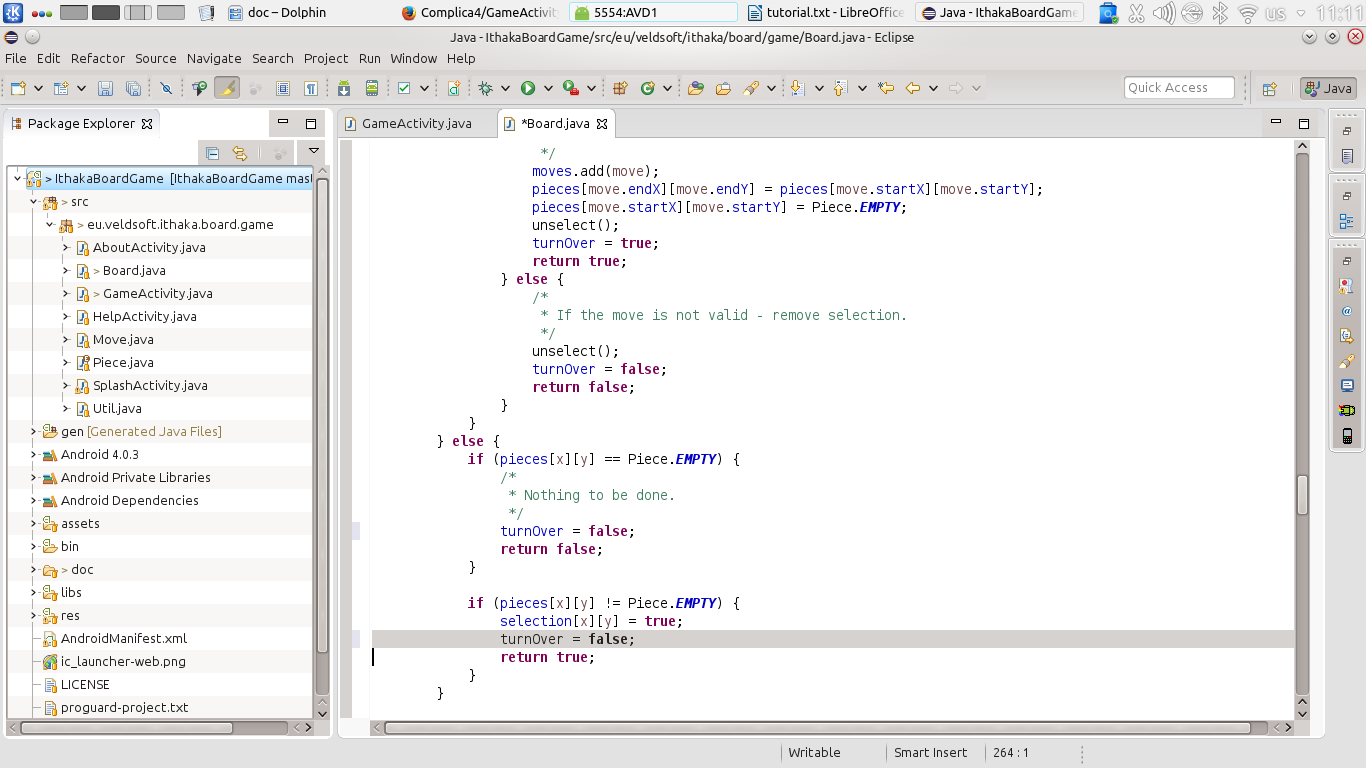 doc – Dolphin
Complica4/GameActivit
5554:AVD1
tutorial.txt - LibreOffice
Java - IthakaBoardGame
us
11:11
Java - IthakaBoardGame/src/eu/veldsoft/ithaka/board/game/Board.java - Eclipse
File Edit Refactor Source Navigate Search Project Run Window Help
Quick Access
Java
Package Explorer
GameActivity.java
*Board.java
> IthakaBoardGame [IthakaBoardGame mas
> src
> eu.veldsoft.ithaka.board.game
AboutActivity.java
> Board.java
> GameActivity.java
HelpActivity.java
Move.java
Piece.java
SplashActivity.java
Util.java
gen [Generated Java Files]
Android 4.0.3
Android Private Libraries
Android Dependencies
assets
bin
> doc
libs
res
AndroidManifest.xml
ic_launcher-web.png
LICENSE
proguard-project.txt
*/
moves.add(move);
pieces[move.endX][move.endY] = pieces[move.startX][move.startY];
pieces[move.startX][move.startY] = Piece.EMPTY;
unselect();
turnOver = true;
return true;
} else {
/*
* If the move is not valid - remove selection.
*/
unselect();
turnOver = false;
return false;
}
}
} else {
if (pieces[x][y] == Piece.EMPTY) {
/*
* Nothing to be done.
*/
turnOver = false;
return false;
}
if (pieces[x][y] != Piece.EMPTY) {
selection[x][y] = true;
turnOver = false;
return true;
}
}
Writable
Smart Insert
264 : 1